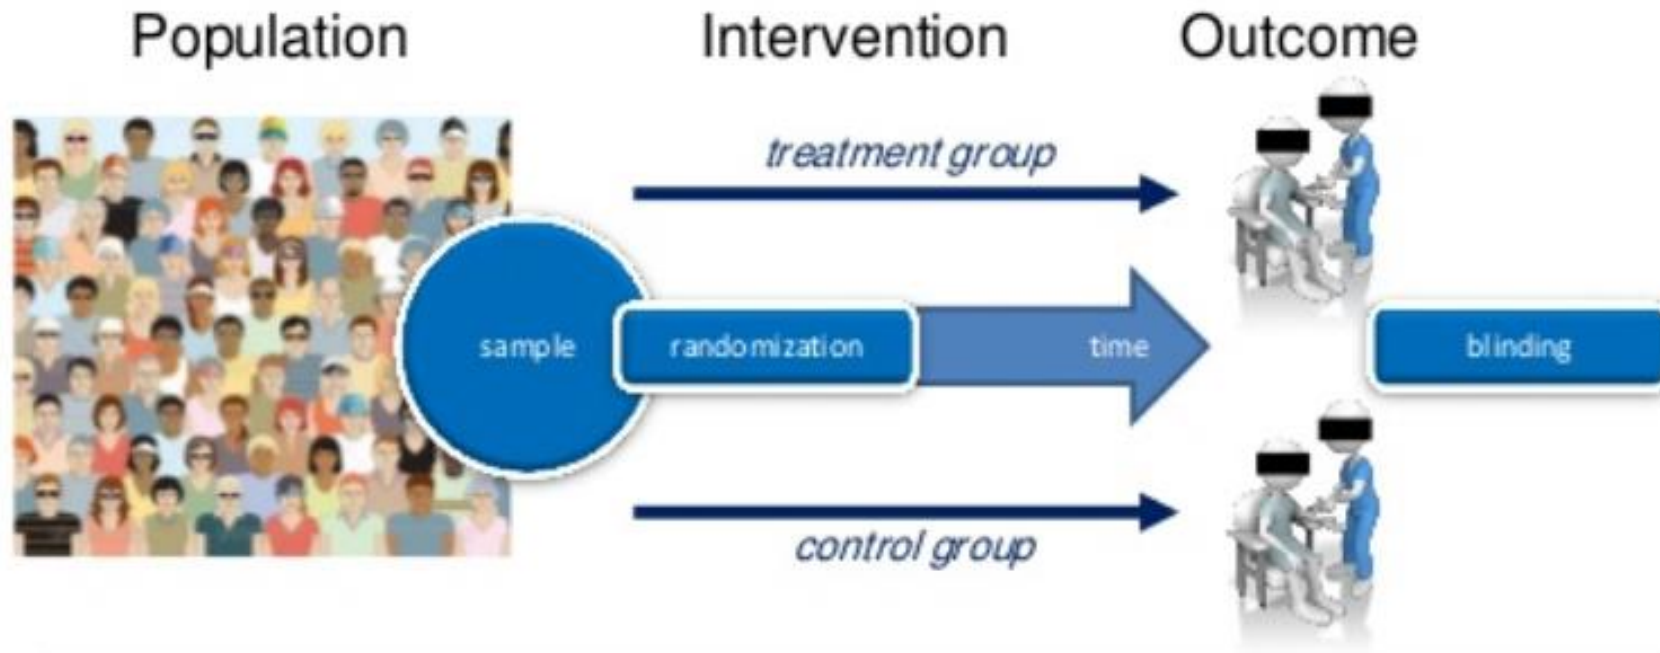 Population
Intervention
Outcome
treatment group
sample
randomization
time
blinding
control group